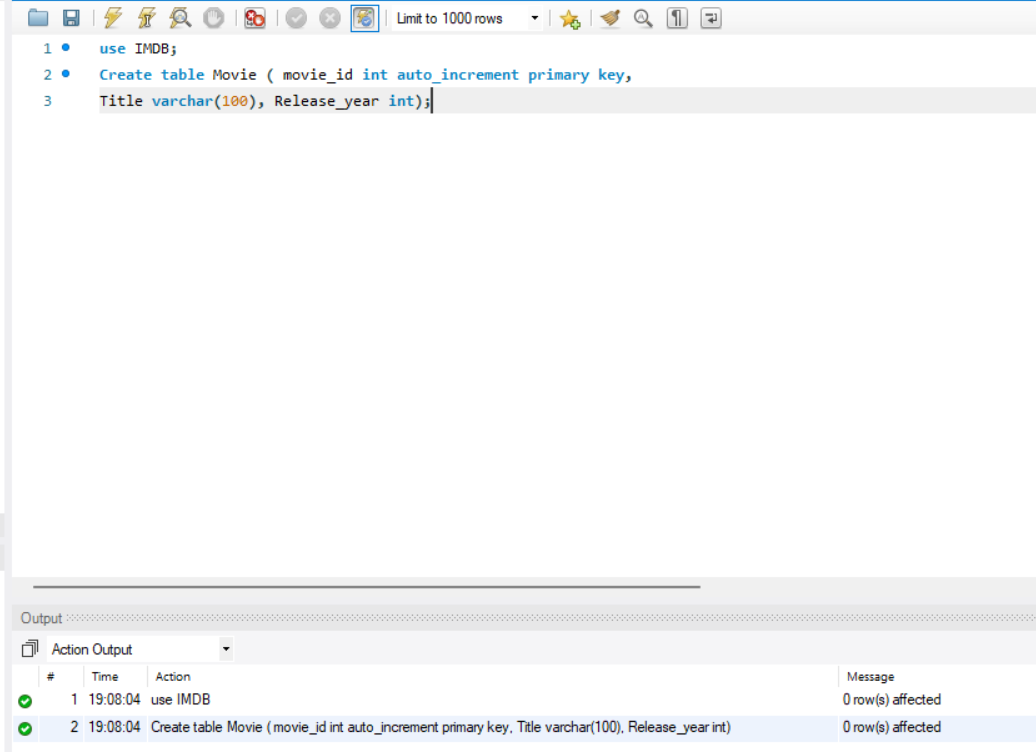 Limit to 1000 rows
1 use IMDB;
2 Create table Movie ( movie_id int auto_increment primary key,
3 Title varchar(100), Release_year int);
Output
Action Output
# Time Action Message
1 19:08:04 use IMDB 0 row(s) affected
2 19:08:04 Create table Movie ( movie_id int auto_increment primary key, Title varchar(100), Release_year int) 0 row(s) affected